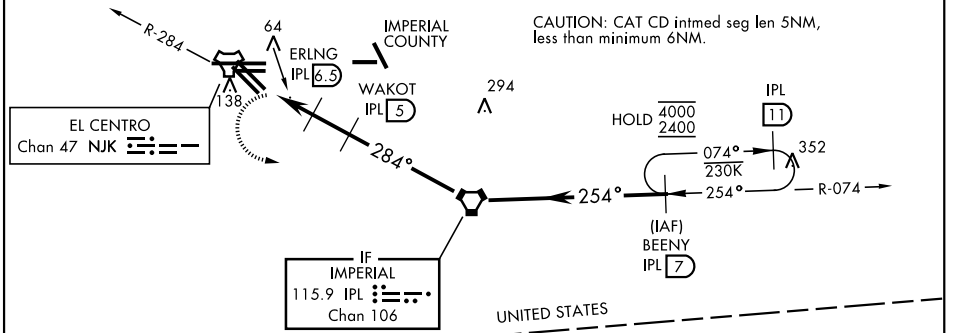 CAUTION: CAT CD intmed seg len 5NM,
less than minimum 6NM.
R-284
64
IMPERIAL
COUNTY
ERLNG
IPL 6.5
138
WAKOT
IPL 5
294
EL CENTRO
Chan 47 NJK
284°
HOLD 4000
2400
IPL
11
074°
230K
352
254°
254°
R-074
(IAF)
BEENY
IPL 7
IF
IMPERIAL
115.9 IPL
Chan 106
UNITED STATES